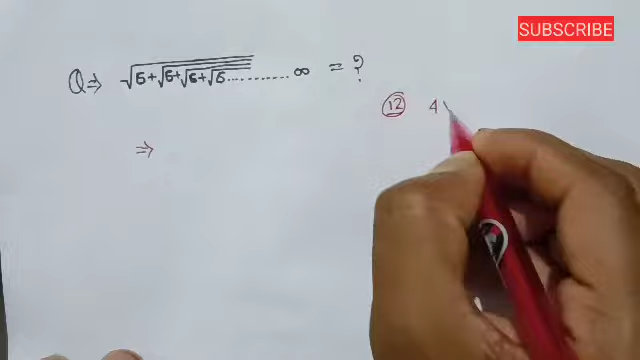 SUBSCRIBE
Q⇒ √6+√6+√6+√6............∞ = ?
⇒ 12 4